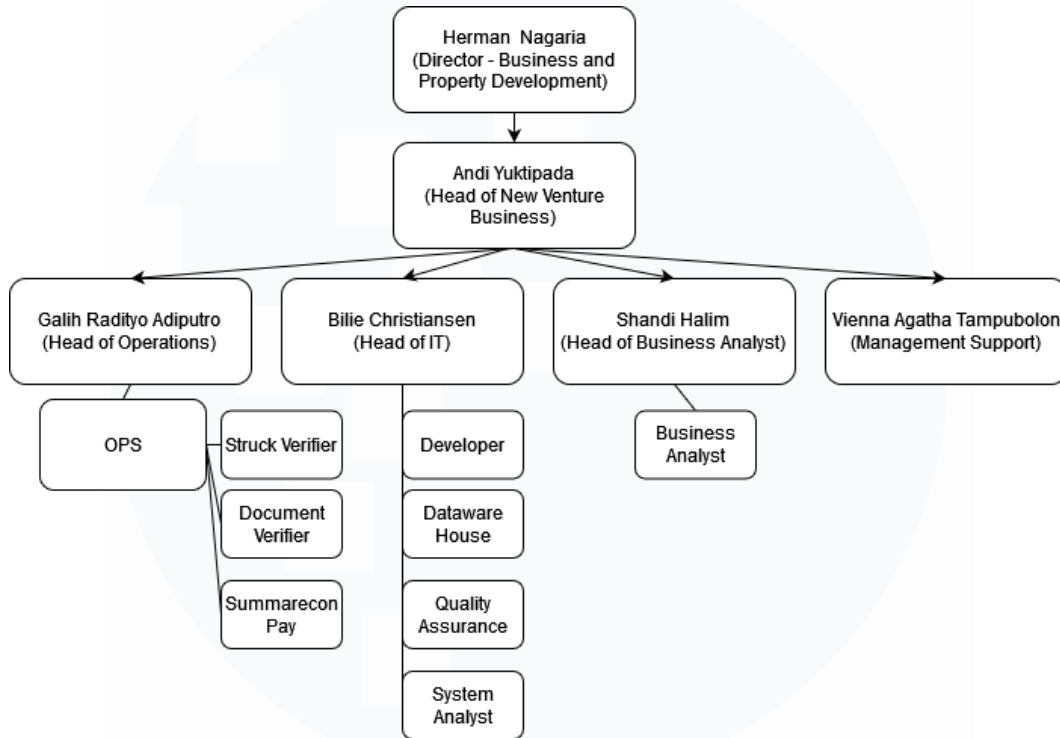 Herman Nagaria
(Director - Business and
Property Development)
Andi Yuktipada
(Head of New Venture
Business)
Galih Radityo Adiputro
(Head of Operations)
Bilie Christiansen
(Head of IT)
Shandi Halim
(Head of Business Analyst)
Vienna Agatha Tampubolon
(Management Support)
OPS
Struck Verifier
Document
Verifier
Summarecon
Pay
Developer
Dataware
House
Quality
Assurance
System
Analyst
Business
Analyst